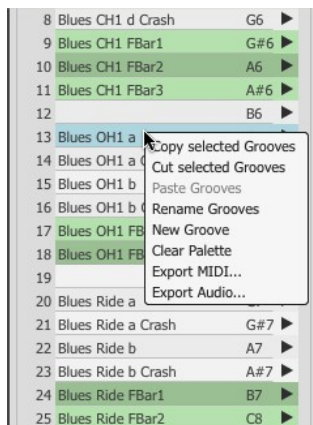 8 Blues CH1 d Crash G6
9 Blues CH1 FBar1 G#6
10 Blues CH1 FBar2 A6
11 Blues CH1 FBar3 A#6
12 B6
13 Blues OH1 a
14 Blues OH1 a
15 Blues OH1 b
16 Blues OH1 b
17 Blues OH1 FB
18 Blues OH1 FB
19
20 Blues Ride a
21 Blues Ride a Crash G#7
22 Blues Ride b A7
23 Blues Ride b Crash A#7
24 Blues Ride FBar1 B7
25 Blues Ride FBar2 C8
Copy selected Grooves
Cut selected Grooves
Paste Grooves
Rename Grooves
New Groove
Clear Palette
Export MIDI...
Export Audio...